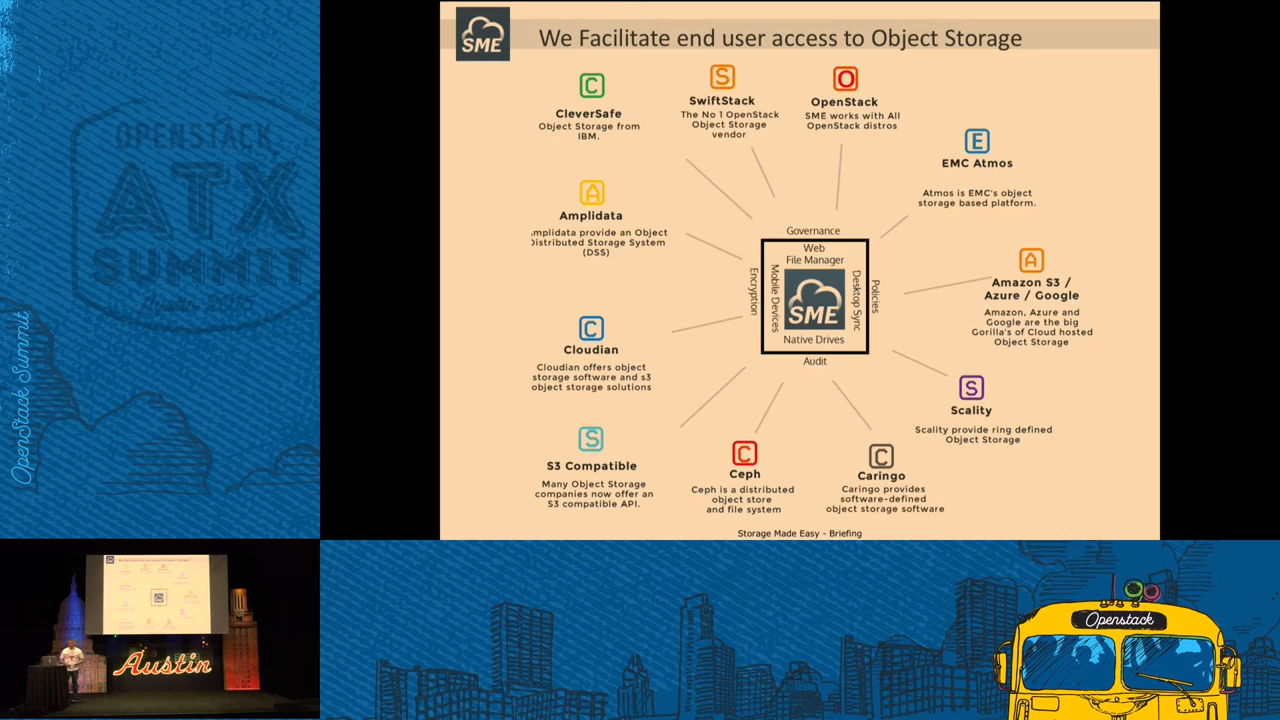 SME
We Facilitate end user access to Object Storage
C
CleverSafe
Object Storage from
IBM.
S
SwiftStack
The No 1 OpenStack
Object Storage
vendor
O
OpenStack
SME works with All
OpenStack distros
E
EMC Atmos
Atmos is EMC's object
storage based platform.
A
Amplidata
mplidata provide an Object
Distributed Storage System
(DSS)
Governance
Web
File Manager
Encryption
Mobile Devices
SME
Desktop Sync
Policies
Native Drives
Audit
A
Amazon S3 /
Azure / Google
Amazon, Azure and
Google are the big
Gorilla's of Cloud hosted
Object Storage
C
Cloudian
Cloudian offers object
storage software and s3
object storage solutions
S
Scality
Scality provide ring defined
Object Storage
S
S3 Compatible
Many Object Storage
companies now offer an
S3 compatible API.
C
Ceph
Ceph is a distributed
object store
and file system
C
Caringo
Caringo provides
software-defined
object storage software
Storage Made Easy - Briefing
OPENSTACK
ATX
SUMMIT
OpenStack Summit
Austin
Openstack